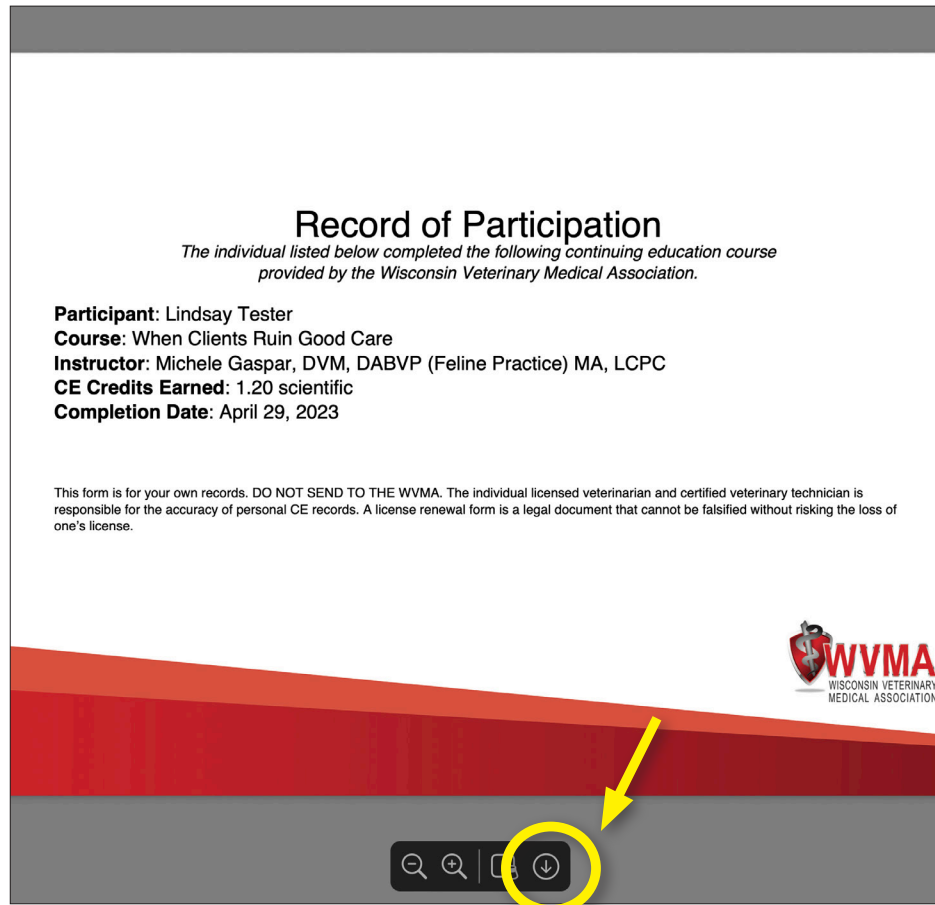 Record of Participation
The individual listed below completed the following continuing education course
provided by the Wisconsin Veterinary Medical Association.
Participant: Lindsay Tester
Course: When Clients Ruin Good Care
Instructor: Michele Gaspar, DVM, DABVP (Feline Practice) MA, LCPC
CE Credits Earned: 1.20 scientific
Completion Date: April 29, 2023
This form is for your own records. DO NOT SEND TO THE WVMA. The individual licensed veterinarian and certified veterinary technician is
responsible for the accuracy of personal CE records. A license renewal form is a legal document that cannot be falsified without risking the loss of
one's license.
WVMA
WISCONSIN VETERINARY
MEDICAL ASSOCIATION